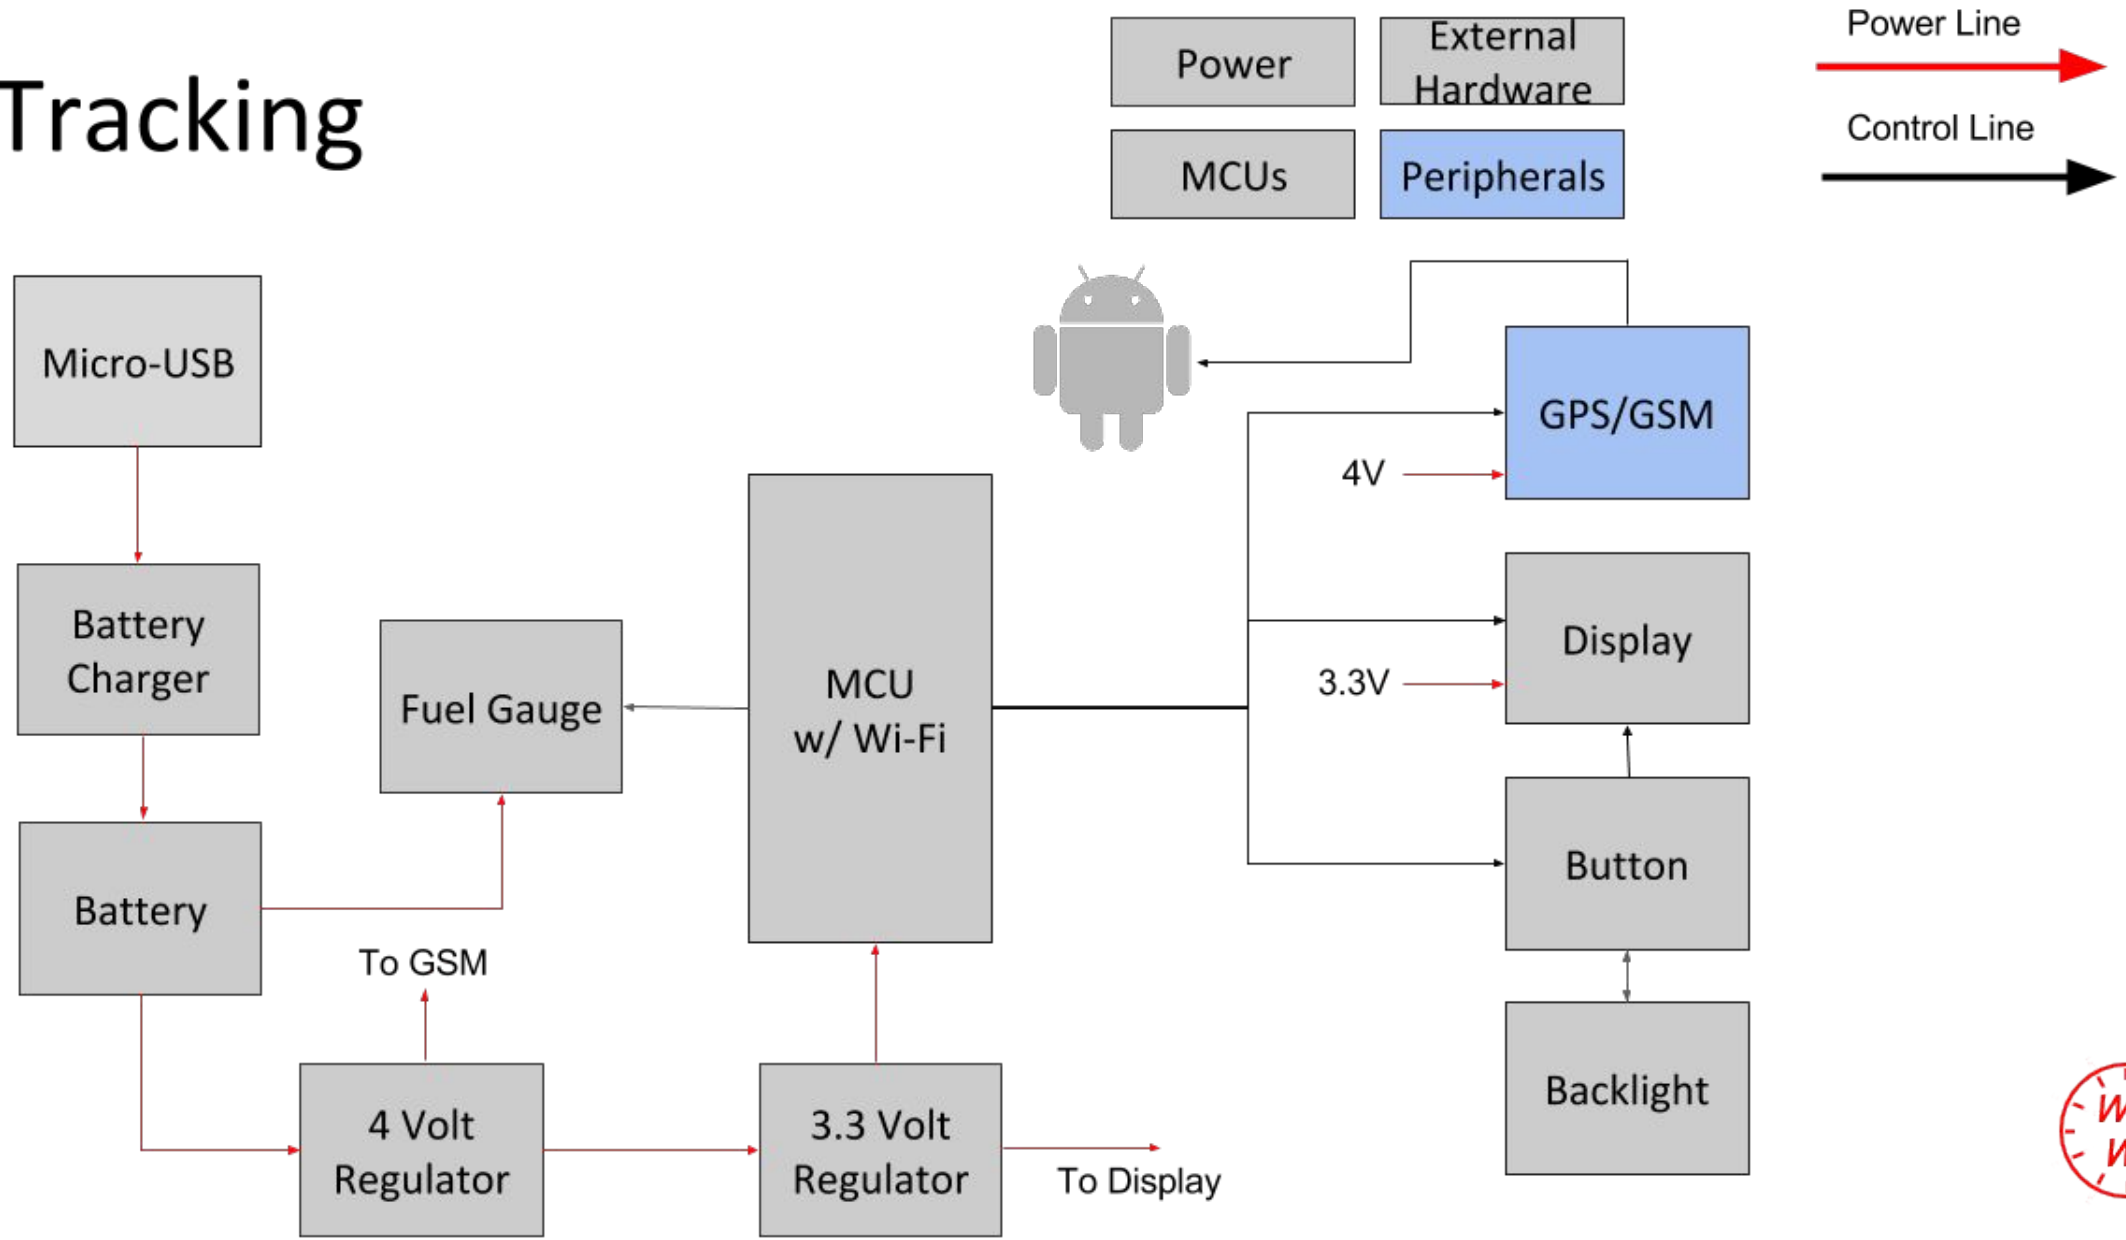 Tracking
Power
External
Hardware
MCUs
Peripherals
Power Line
Control Line
Micro-USB
Battery
Charger
Battery
Fuel Gauge
To GSM
4 Volt
Regulator
3.3 Volt
Regulator
To Display
MCU
w/ Wi-Fi
GPS/GSM
4V
Display
3.3V
Button
Backlight